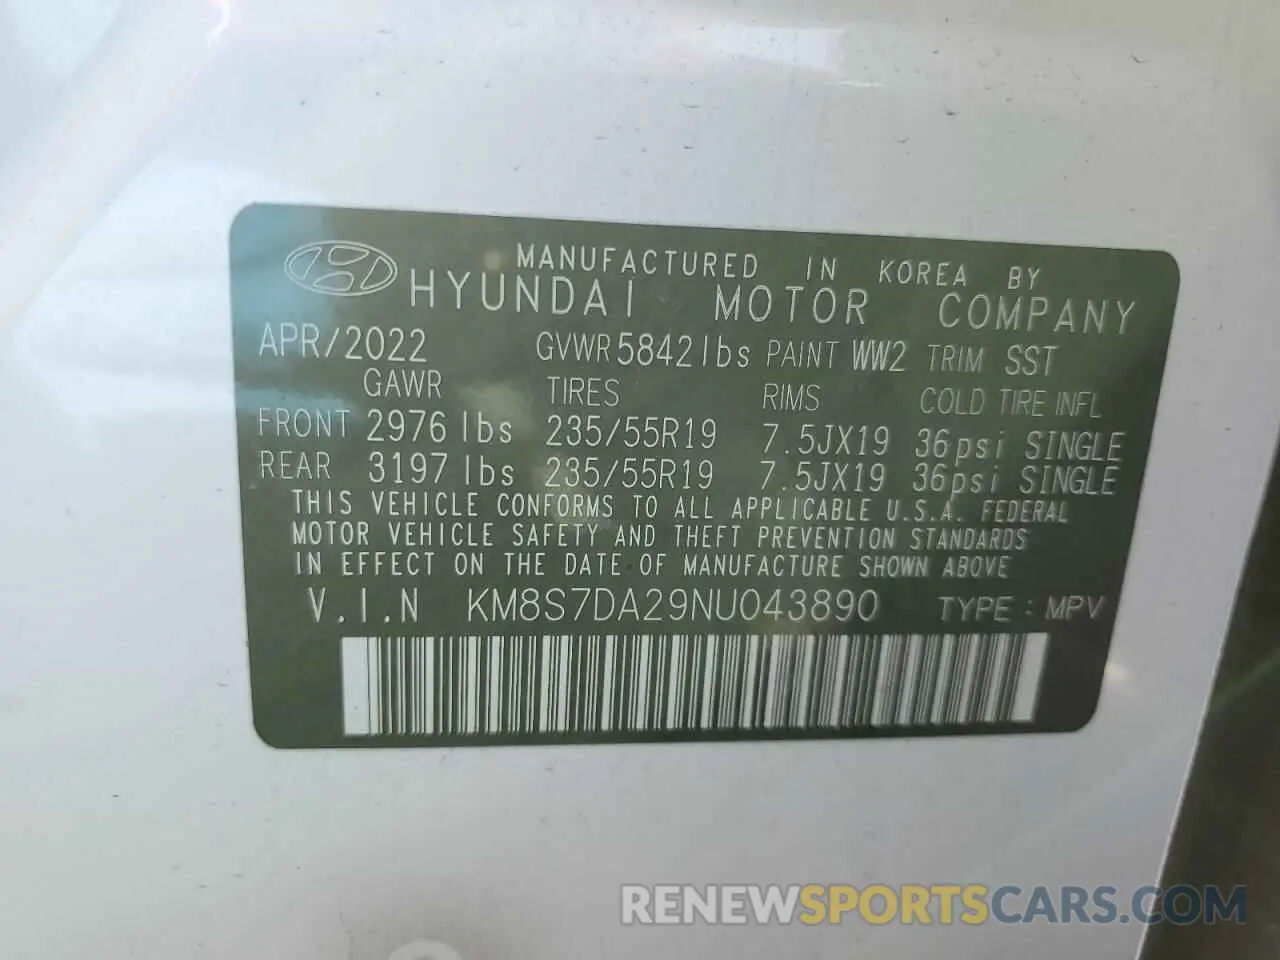 MANUFACTURED IN KOREA BY
HYUNDAI MOTOR COMPANY
APR/2022 GVWR 5842lbs PAINT WW2 TRIM SST
GAWR TIRES RIMS COLD TIRE INFL
FRONT 2976 lbs 235/55R19 7.5JX19 36psi SINGLE
REAR 3197 lbs 235/55R19 7.5JX19 36psi SINGLE
THIS VEHICLE CONFORMS TO ALL APPLICABLE U.S.A. FEDERAL
MOTOR VEHICLE SAFETY AND THEFT PREVENTION STANDARDS
IN EFFECT ON THE DATE OF MANUFACTURE SHOWN ABOVE
V.I.N KM8S7DA29NU043890 TYPE : MPV
RENEWSPORTSCARS.COM